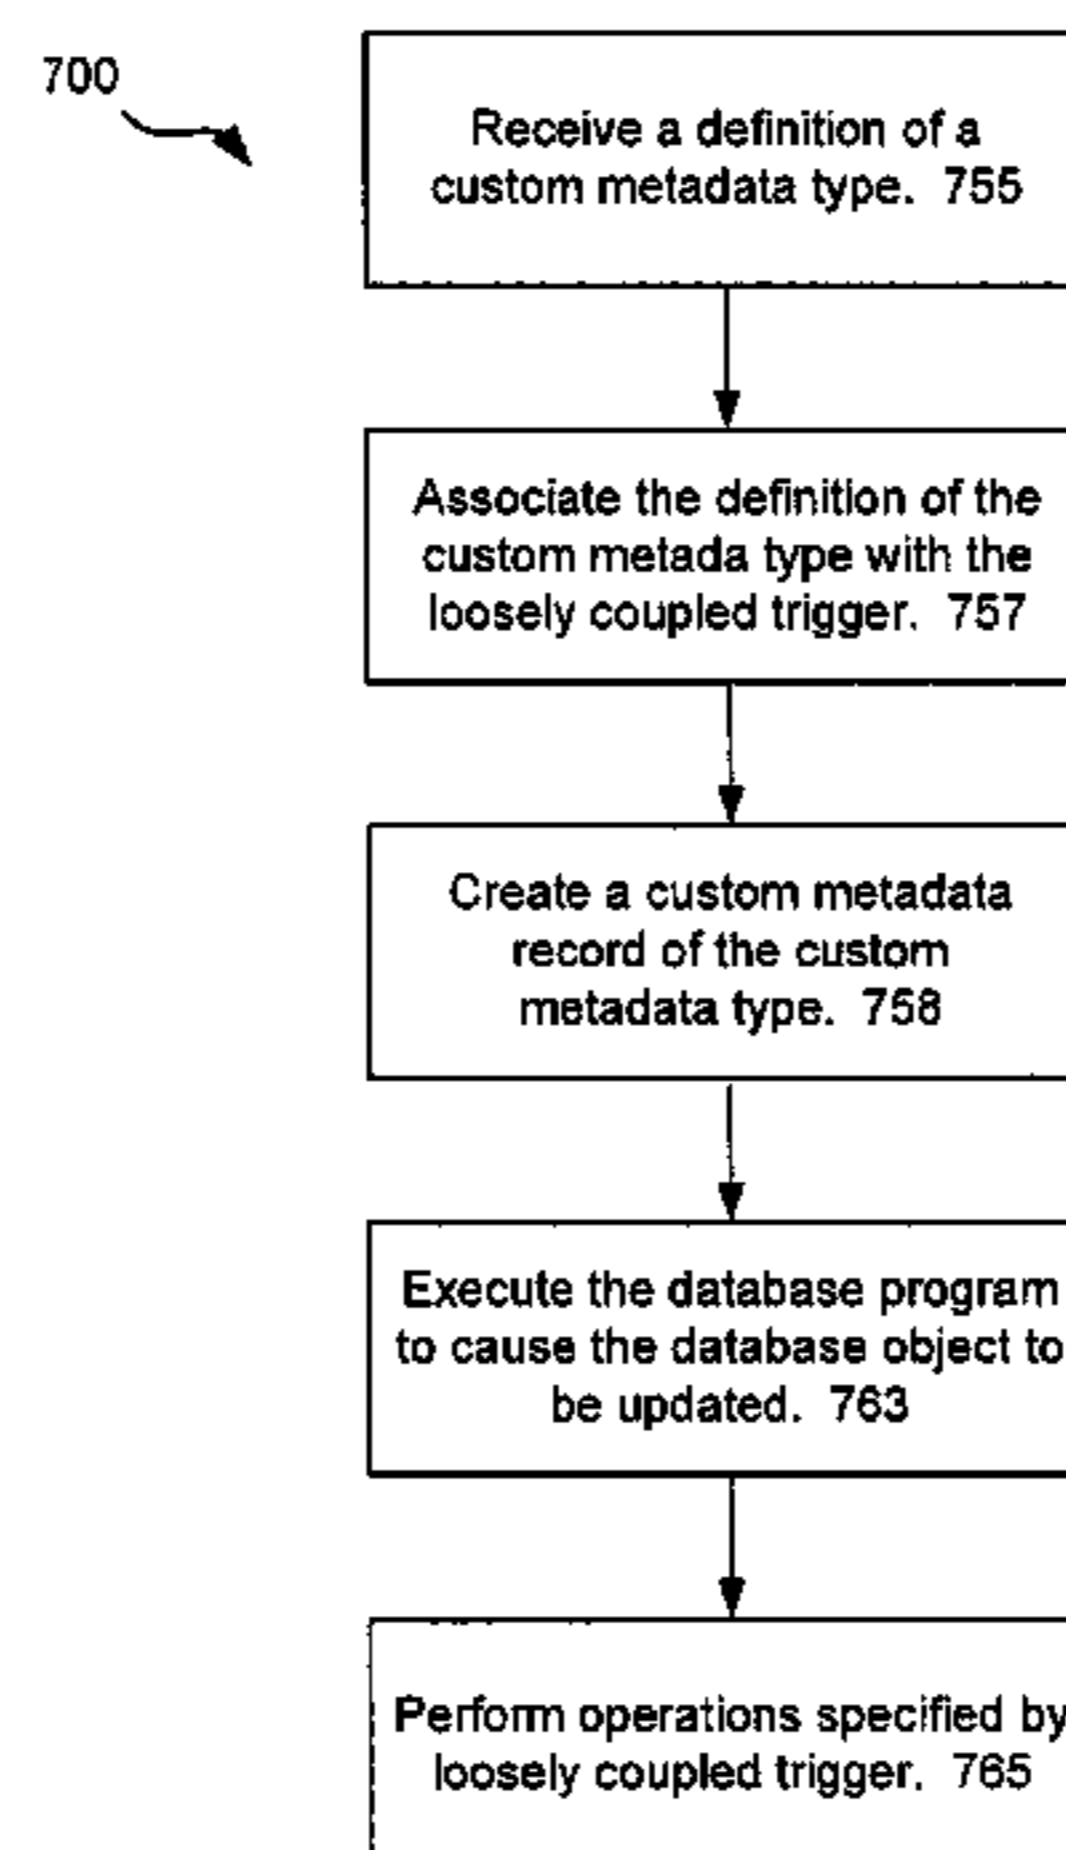 700
Receive a definition of a
custom metadata type. 755
Associate the definition of the
custom metada type with the
loosely coupled trigger. 757
Create a custom metadata
record of the custom
metadata type. 758
Execute the database program
to cause the database object to
be updated. 763
Perform operations specified by
loosely coupled trigger. 765